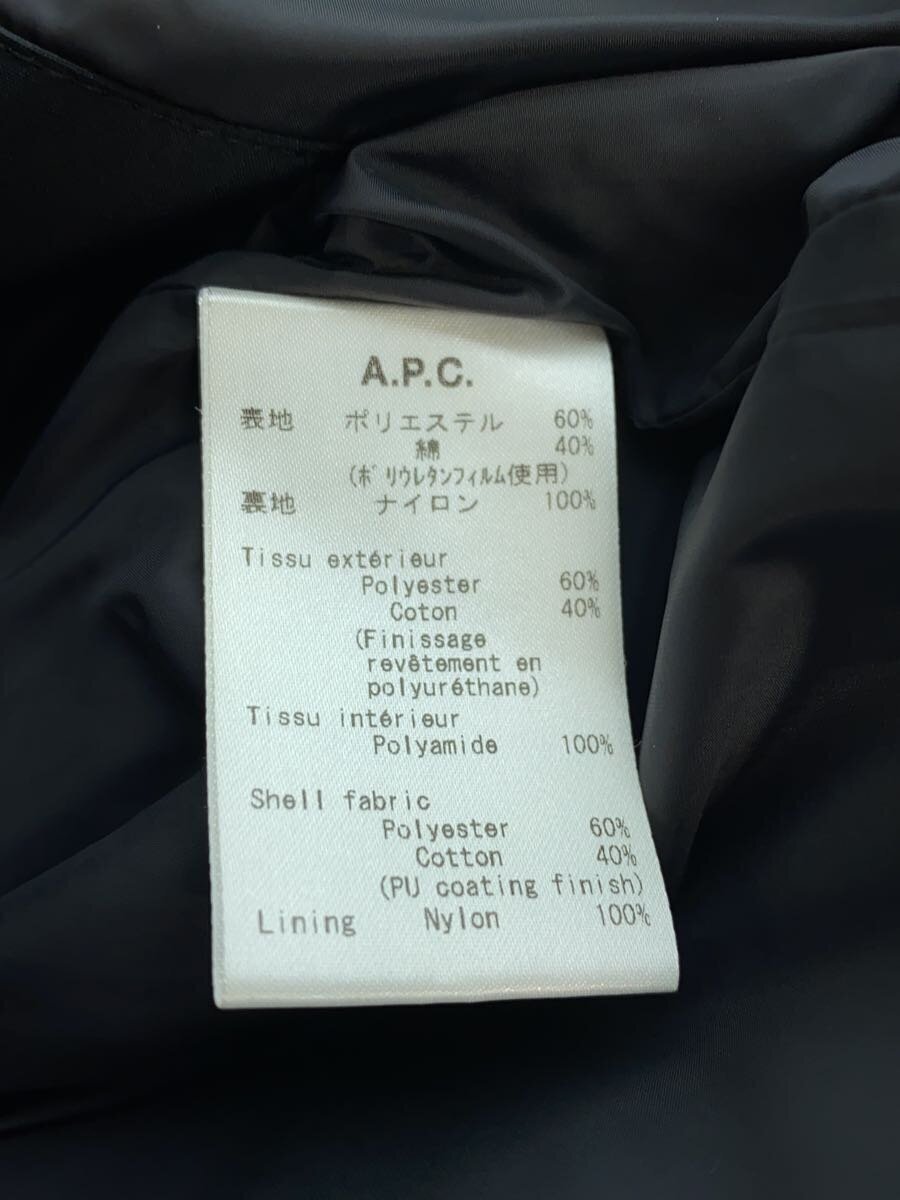 A.P.C.
表地 ポリエステル 60%
綿 40%
(ポリウレタンフィルム使用)
裏地 ナイロン 100%
Tissu extérieur
Polyester 60%
Coton 40%
(Finissage
revêtement en
polyuréthane)
Tissu intérieur
Polyamide 100%
Shell fabric
Polyester 60%
Cotton 40%
(PU coating finish)
Lining Nylon 100%